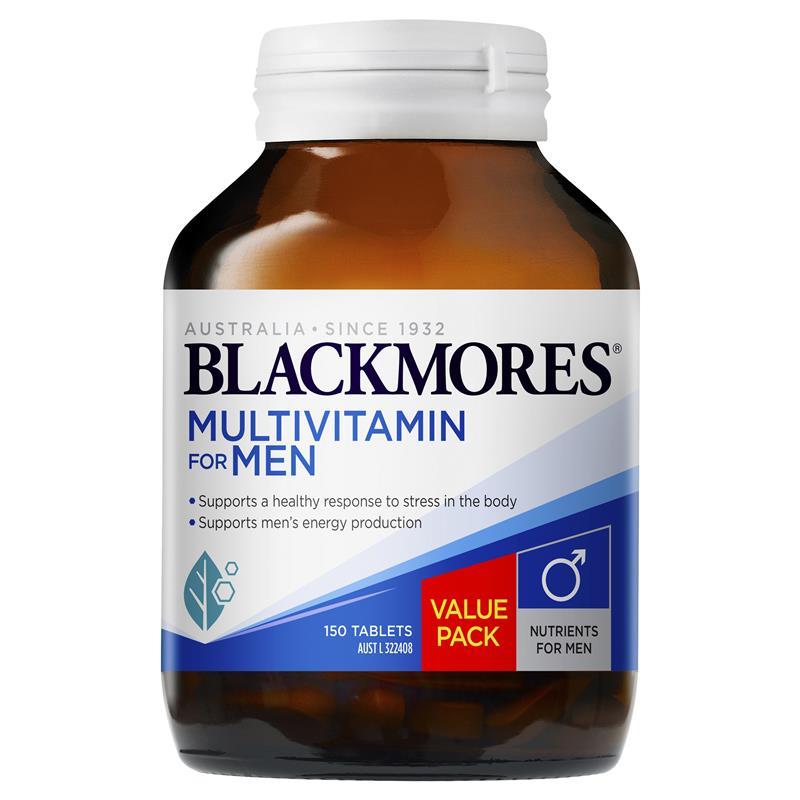 AUSTRALIA • SINCE 1932
BLACKMORES®
MULTIVITAMIN
FOR MEN
• Supports a healthy response to stress in the body
• Supports men's energy production
150 TABLETS
AUST L 322408
VALUE
PACK
NUTRIENTS
FOR MEN